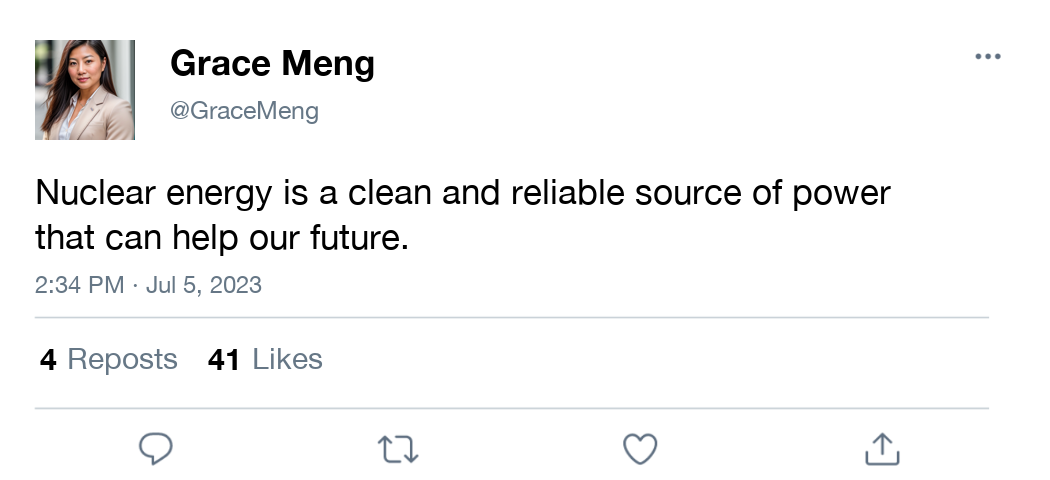 Grace Meng
@GraceMeng
Nuclear energy is a clean and reliable source of power
that can help our future.
2:34 PM · Jul 5, 2023
4 Reposts 41 Likes